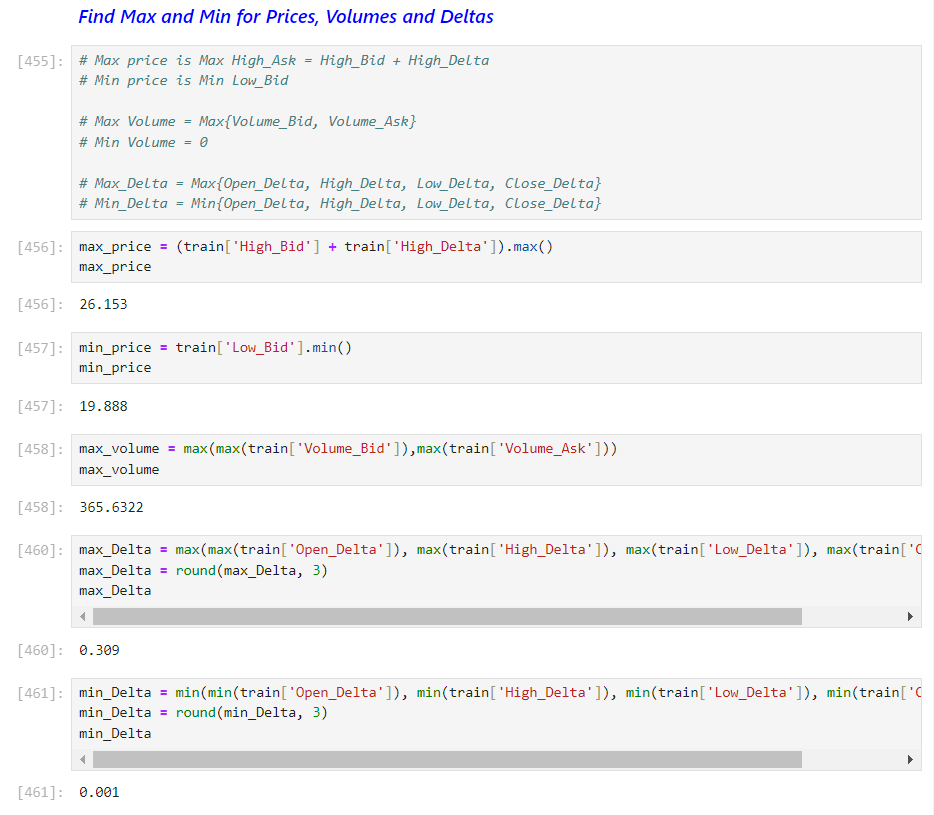 Find Max and Min for Prices, Volumes and Deltas
[455]: # Max price is Max High_Ask = High_Bid + High_Delta
# Min price is Min Low_Bid
# Max Volume = Max{Volume_Bid, Volume_Ask}
# Min Volume = 0
# Max_Delta = Max{Open_Delta, High_Delta, Low_Delta, Close_Delta}
# Min_Delta = Min{Open_Delta, High_Delta, Low_Delta, Close_Delta}
[456]: max_price = (train['High_Bid'] + train['High_Delta']).max()
max_price
[456]: 26.153
[457]: min_price = train['Low_Bid'].min()
min_price
[457]: 19.888
[458]: max_volume = max(max(train['Volume_Bid']),max(train['Volume_Ask']))
max_volume
[458]: 365.6322
[460]: max_Delta = max(max(train['Open_Delta']), max(train['High_Delta']), max(train['Low_Delta']), max(train['C
max_Delta = round(max_Delta, 3)
max_Delta
[460]: 0.309
[461]: min_Delta = min(min(train['Open_Delta']), min(train['High_Delta']), min(train['Low_Delta']), min(train['C
min_Delta = round(min_Delta, 3)
min_Delta
[461]: 0.001